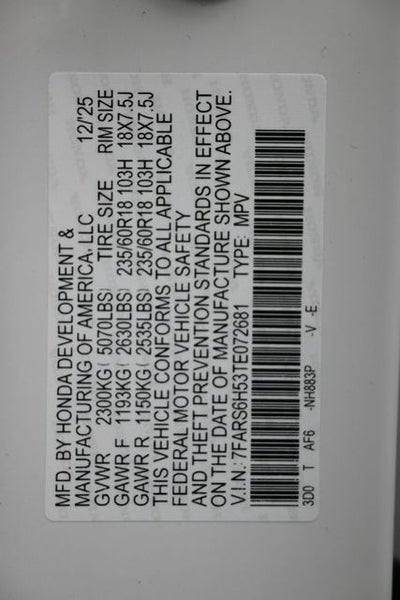 MFD. BY HONDA DEVELOPMENT &
MANUFACTURING OF AMERICA, LLC 12/'25
GVWR 2300KG( 5070LBS) TIRE SIZE RIM SIZE
GAWR F 1193KG( 2630LBS) 235/60R18 103H 18X7.5J
GAWR R 1150KG( 2535LBS) 235/60R18 103H 18X7.5J
THIS VEHICLE CONFORMS TO ALL APPLICABLE
FEDERAL MOTOR VEHICLE SAFETY
AND THEFT PREVENTION STANDARDS IN EFFECT
ON THE DATE OF MANUFACTURE SHOWN ABOVE.
V.I.N.: 7FARS6H53TE072681 TYPE: MPV
3D0 T AF6 -NH883P -V -E